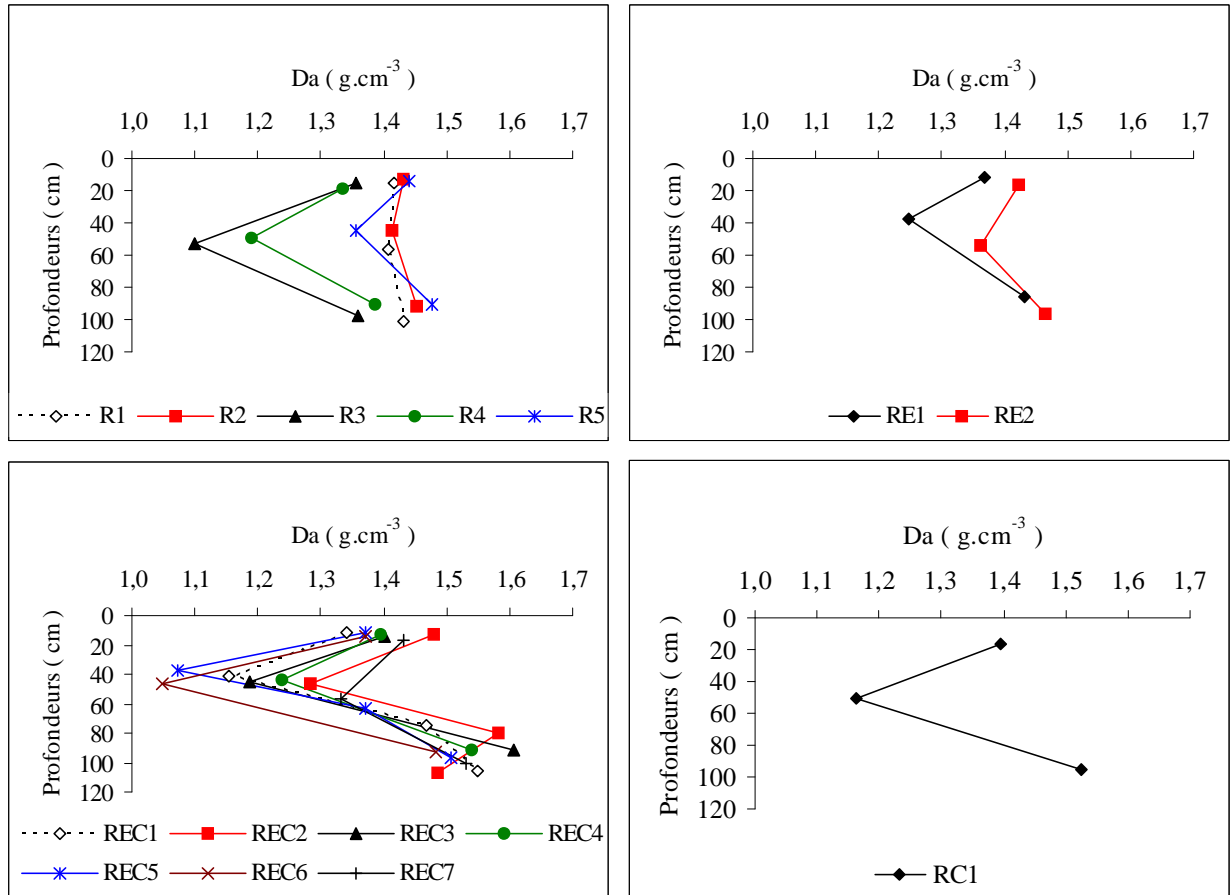 Da ( g.cm-3 )
1,0 1,1 1,2 1,3 1,4 1,5 1,6 1,7
Profondeurs ( cm )
0
20
40
60
80
100
120
R1 R2 R3 R4 R5
Da ( g.cm-3 )
1,0 1,1 1,2 1,3 1,4 1,5 1,6 1,7
Profondeurs ( cm )
0
20
40
60
80
100
120
RE1 RE2
Da ( g.cm-3 )
1,0 1,1 1,2 1,3 1,4 1,5 1,6 1,7
Profondeurs ( cm )
0
20
40
60
80
100
120
REC1 REC2 REC3 REC4
REC5 REC6 REC7
Da ( g.cm-3 )
1,0 1,1 1,2 1,3 1,4 1,5 1,6 1,7
Profondeurs ( cm )
0
20
40
60
80
100
120
RC1